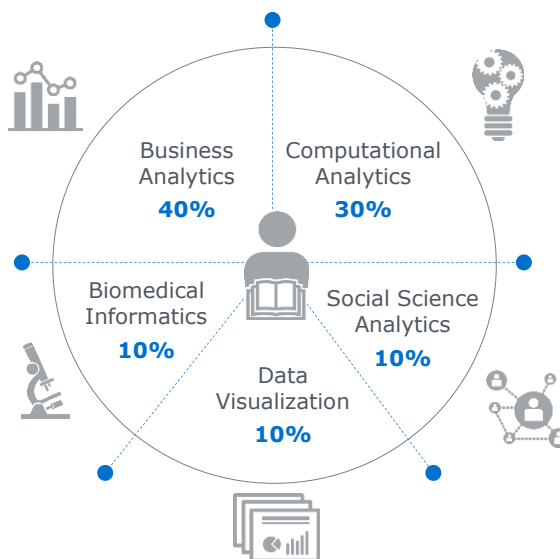 Business
Analytics
40%
Computational
Analytics
30%
Biomedical
Informatics
10%
Social Science
Analytics
10%
Data
Visualization
10%